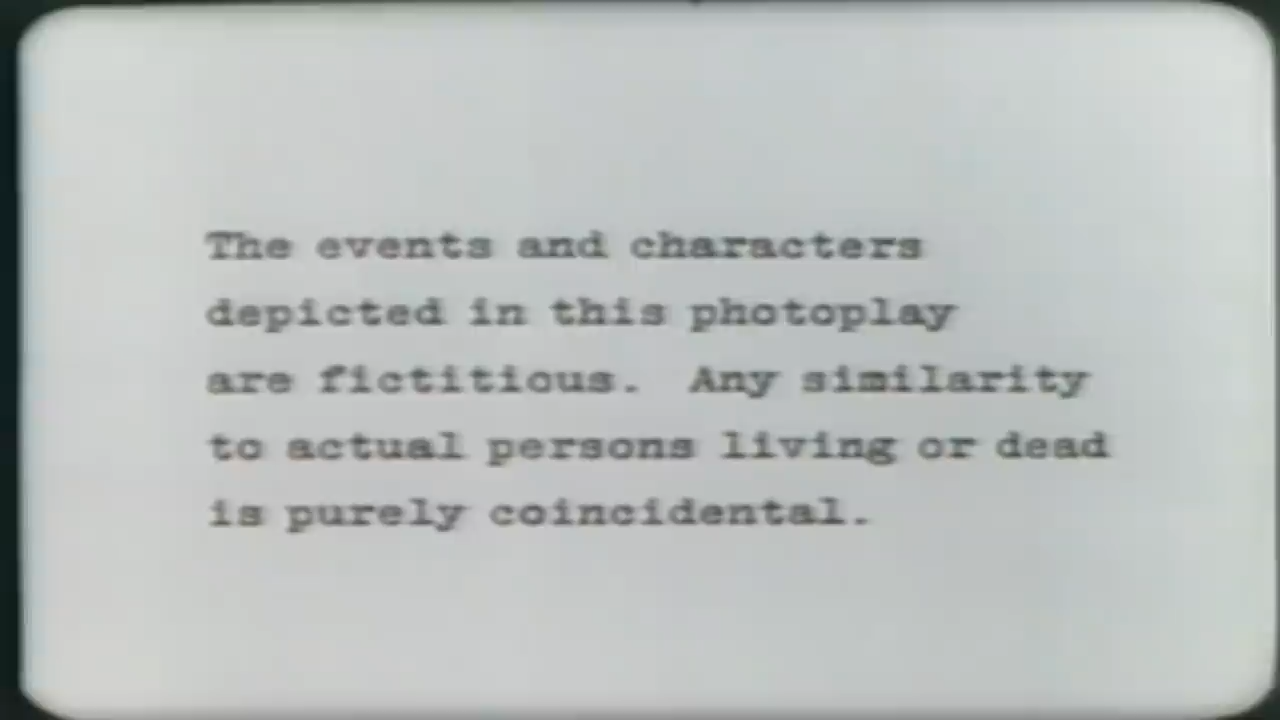 The events and characters
depicted in this photoplay
are fictitious.  Any similarity
to actual persons living or dead
is purely coincidental.